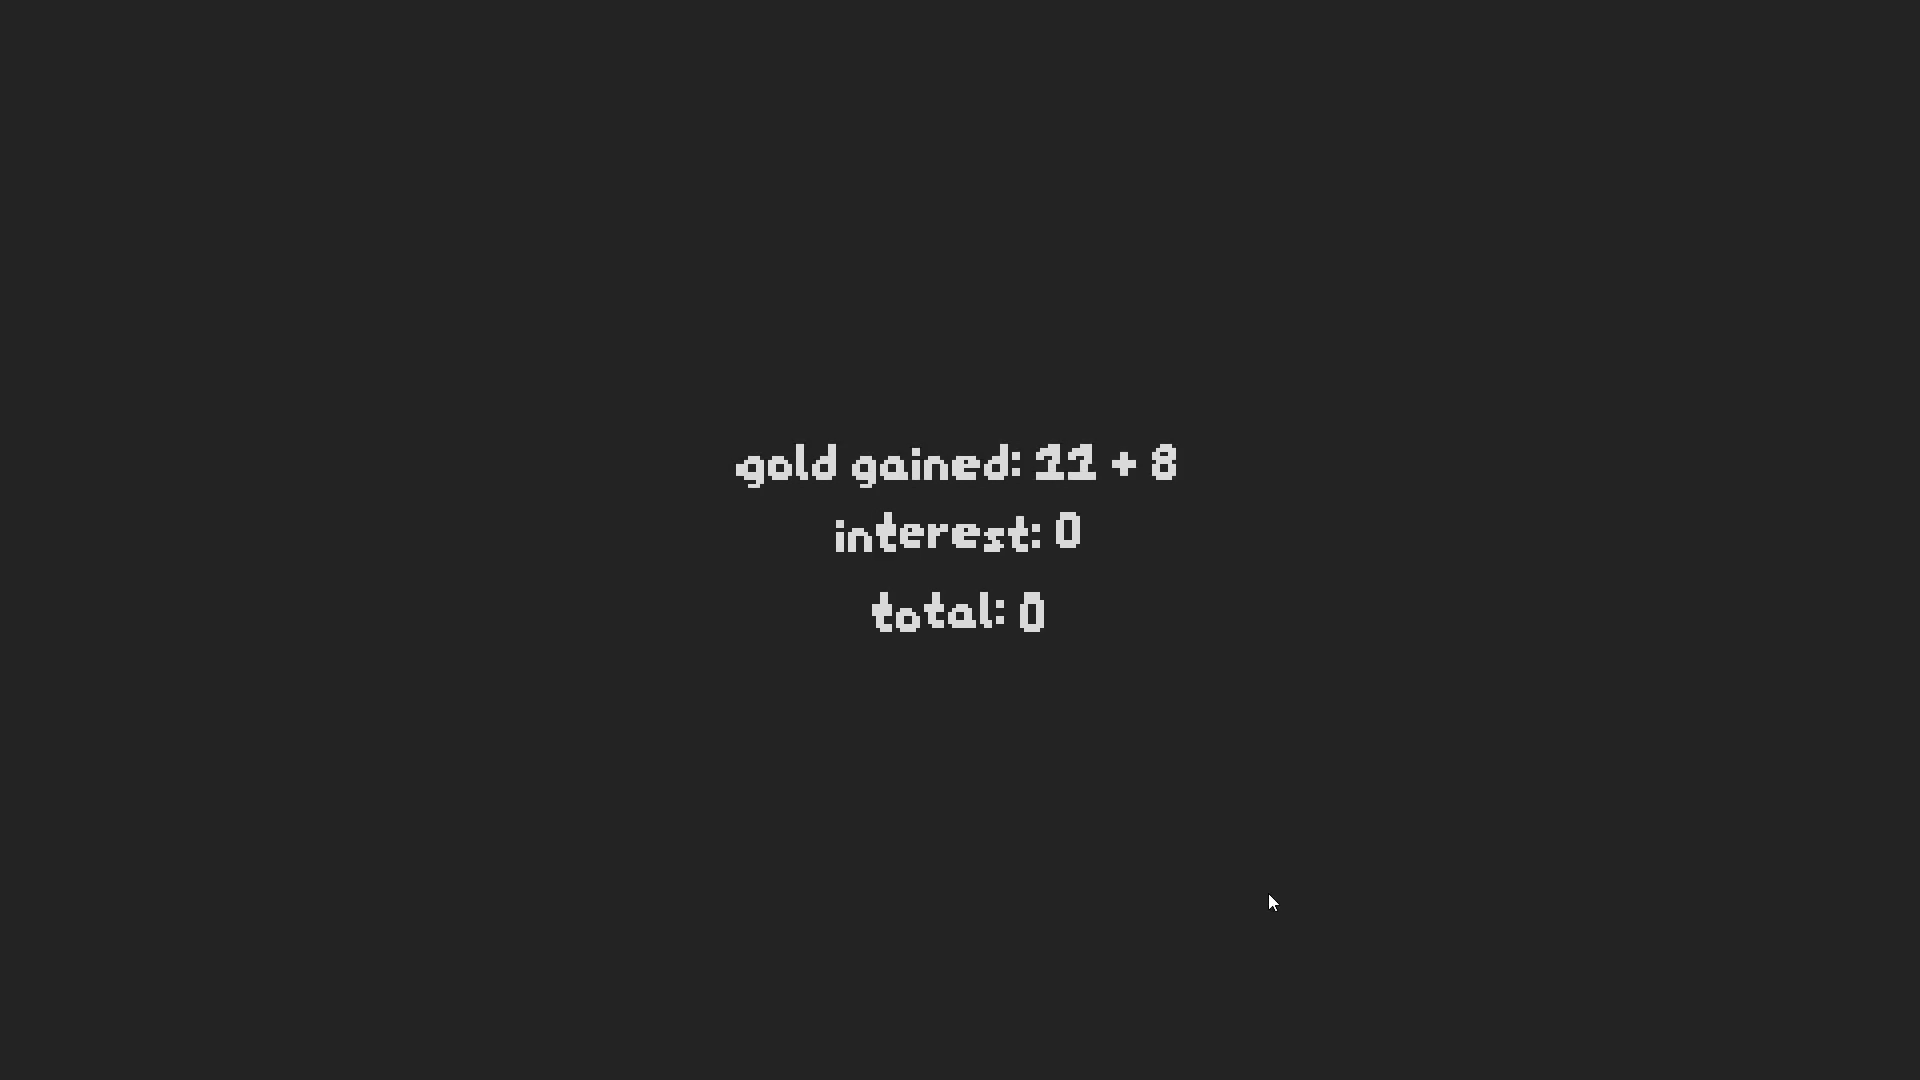 gold gained: 11 + 8
interest: 0
total: 0